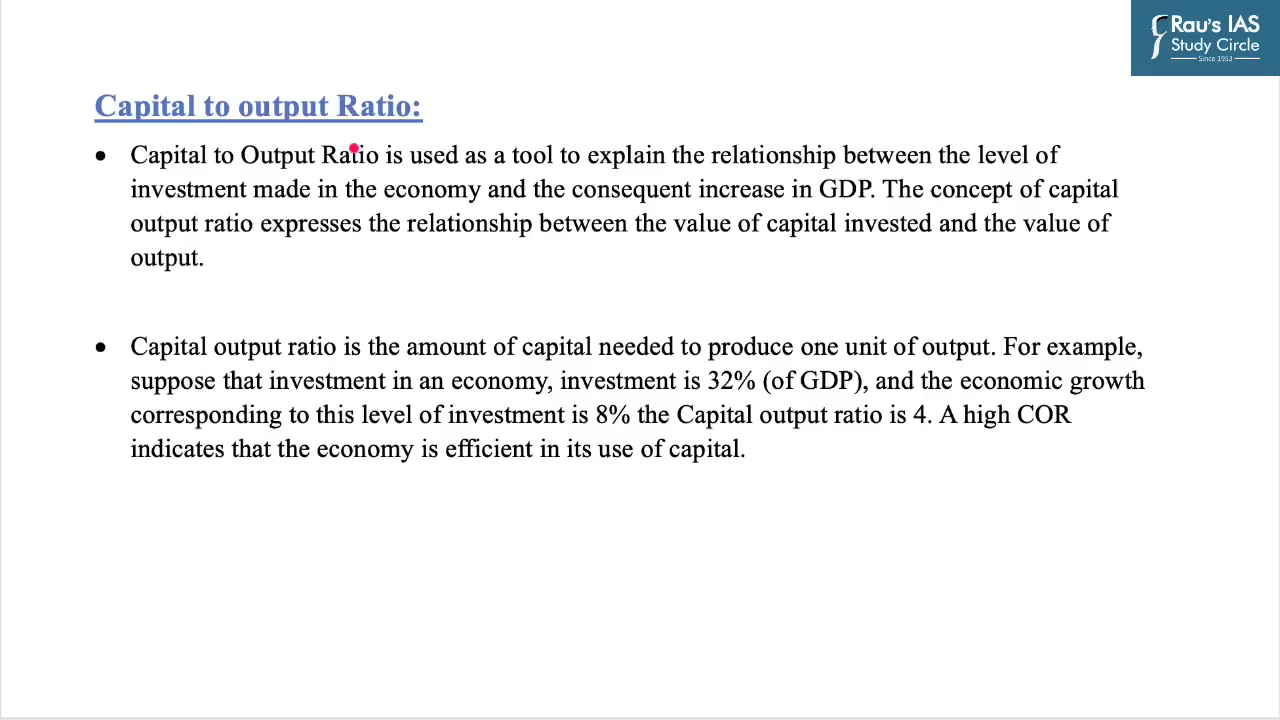 Rau's IAS
Study Circle
Since 1953
Capital to output Ratio:
• Capital to Output Ratio is used as a tool to explain the relationship between the level of
investment made in the economy and the consequent increase in GDP. The concept of capital
output ratio expresses the relationship between the value of capital invested and the value of
output.
• Capital output ratio is the amount of capital needed to produce one unit of output. For example,
suppose that investment in an economy, investment is 32% (of GDP), and the economic growth
corresponding to this level of investment is 8% the Capital output ratio is 4. A high COR
indicates that the economy is efficient in its use of capital.